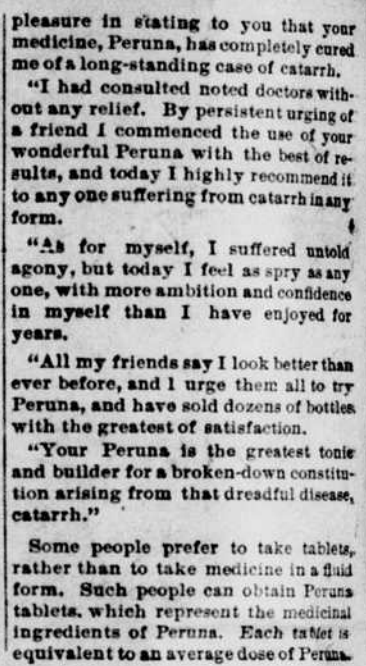 pleasure in stating to you that your
medicine, Peruna, has completely cured
me of a long-standing case of catarrh.
"I had consulted noted doctors with-
out any relief. By persistent urging of
a friend I commenced the use of your
wonderful Peruna with the best of re-
sults, and today I highly recommend it
to any one suffering from catarrh in any
form.
"As for myself, I suffered untold
agony, but today I feel as spry as any
one, with more ambition and confidence
in myself than I have enjoyed for
years.
"All my friends say I look better than
ever before, and I urge them all to try
Peruna, and have sold dozens of bottles
with the greatest of satisfaction.
"Your Peruna is the greatest tonic
and builder for a broken-down constitu-
tion arising from that dreadful disease,
catarrh."
Some people prefer to take tablets,
rather than to take medicine in a fluid
form. Such people can obtain Peruna
tablets, which represent the medicinal
ingredients of Peruna. Each tablet is
equivalent to an average dose of Peruna.